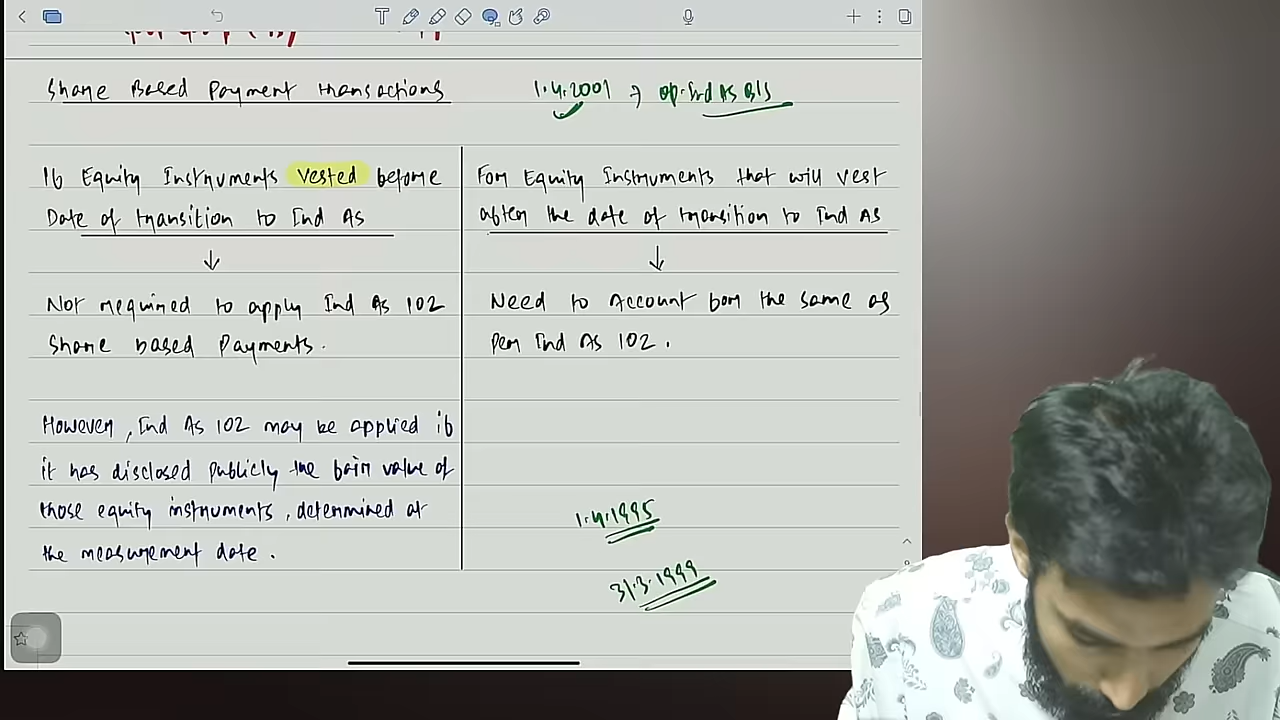 Share Based Payment transactions
1.4.2001 → op. Ind AS B/S
If Equity Instruments vested before
Date of transition to Ind As
Not required to apply Ind As 102
Share based Payments.
However, Ind As 102 may be applied if
it has disclosed publicly the fair value of
those equity instruments, determined at
the measurement date.
For Equity Instruments that will vest
after the date of transition to Ind AS
Need to Account for the same as
per Ind As 102.
1.4.1995
31.3.1999